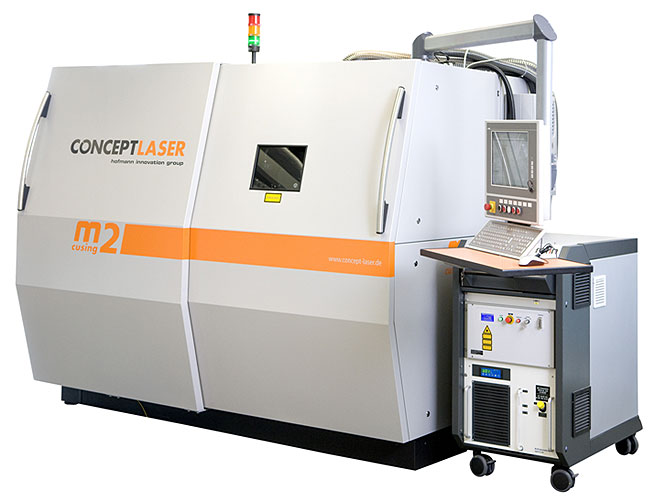 CONCEPTLASER
hofmann innovation group
m2
cusing
www.concept-laser.de